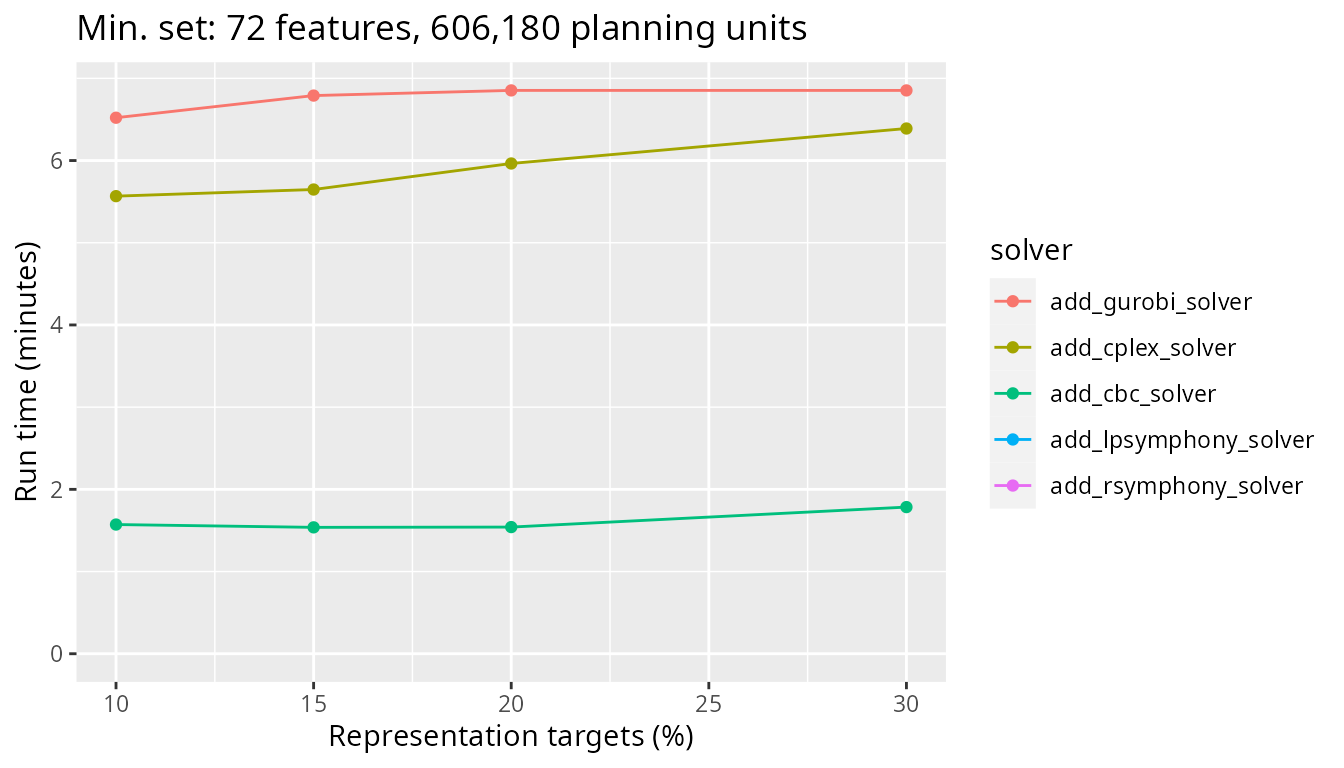 Min. set: 72 features, 606,180 planning units
Run time (minutes)
6
4
2
0
10 15 20 25 30
Representation targets (%)
solver
add_gurobi_solver
add_cplex_solver
add_cbc_solver
add_lpsymphony_solver
add_rsymphony_solver